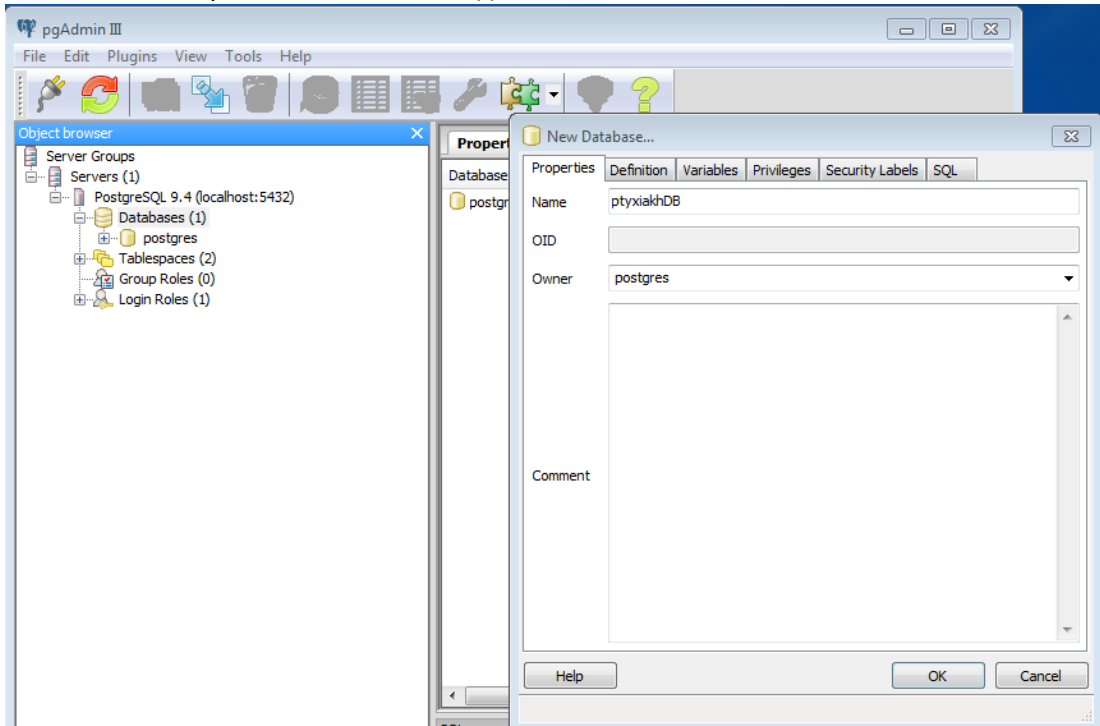 pgAdmin III
File Edit Plugins View Tools Help
Object browser
Server Groups
Servers (1)
PostgreSQL 9.4 (localhost:5432)
Databases (1)
postgres
Tablespaces (2)
Group Roles (0)
Login Roles (1)
Propert
Database
postgr
New Database...
Properties Definition Variables Privileges Security Labels SQL
Name ptyxiakhDB
OID
Owner postgres
Comment
Help OK Cancel